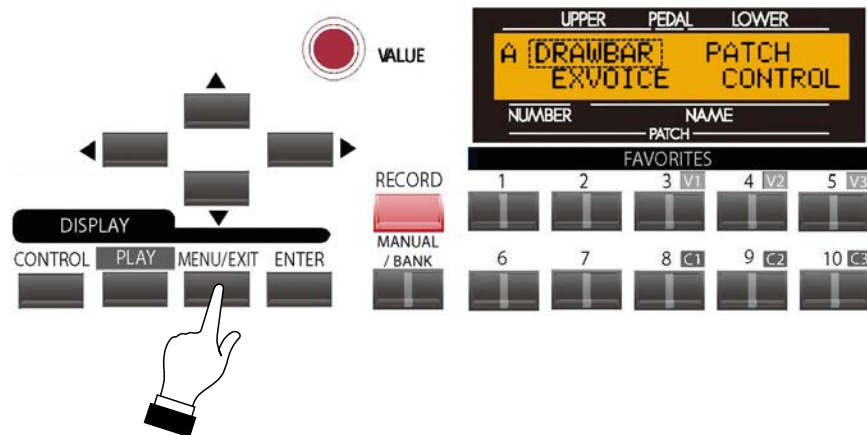 UPPER PEDAL LOWER
VALUE
A DRAWBAR PATCH
EXVOICE CONTROL
NUMBER NAME
PATCH
FAVORITES
RECORD
1 2 3 V1 4 V2 5 V3
DISPLAY
CONTROL PLAY MENU/EXIT ENTER
MANUAL
/ BANK
6 7 8 C1 9 C2 10 C3